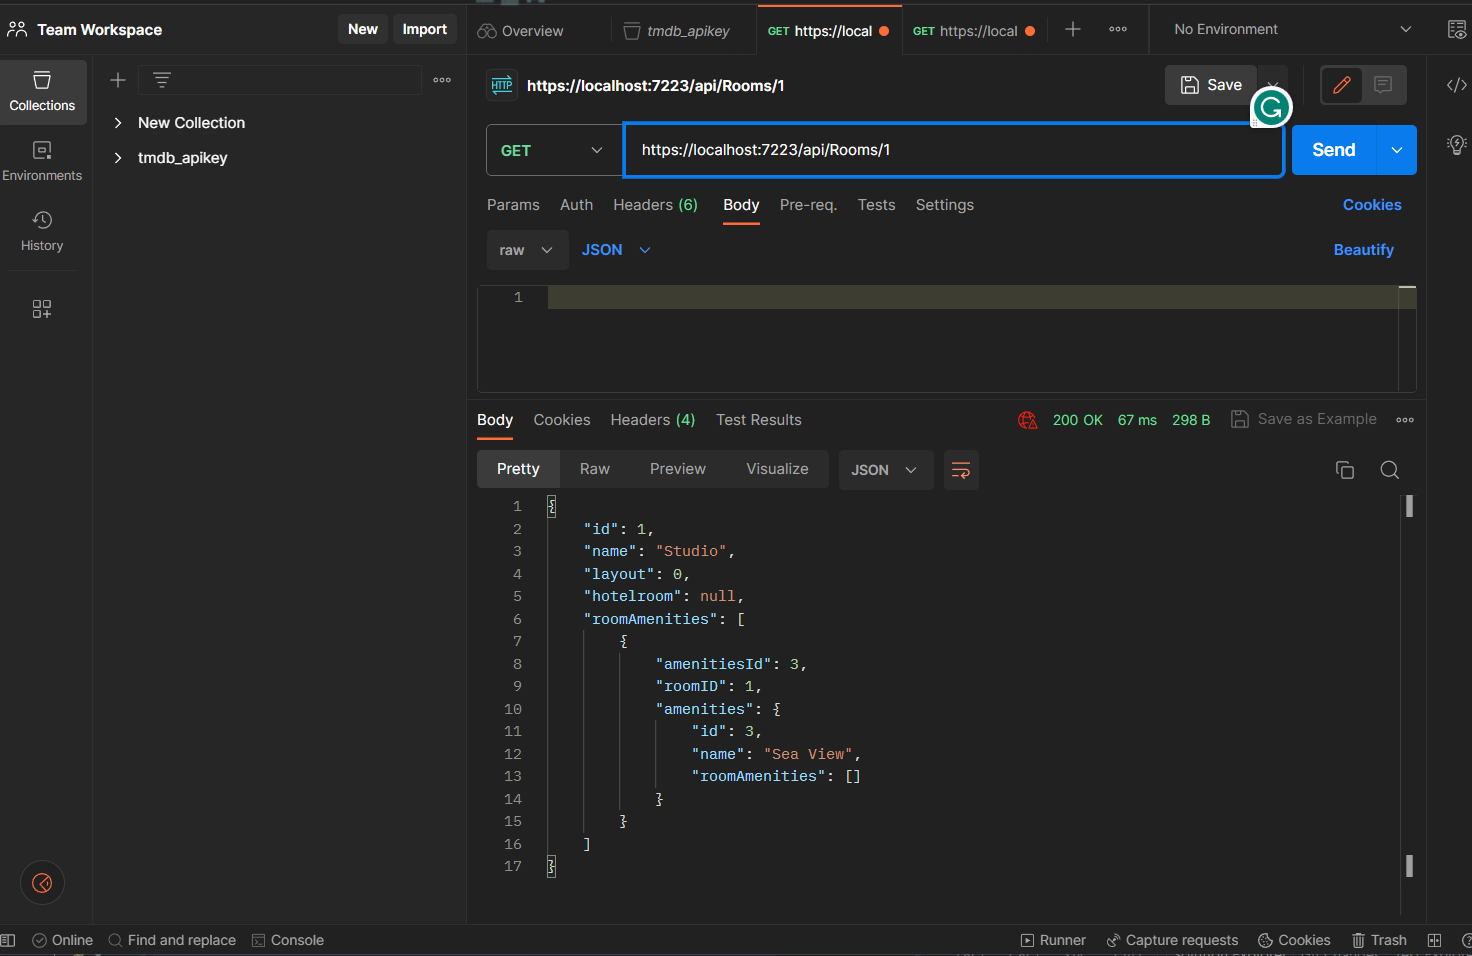 Team Workspace
New
Import
Overview
tmdb_apikey
GET https://local
GET https://local
No Environment
Collections
Environments
History
New Collection
tmdb_apikey
HTTP
https://localhost:7223/api/Rooms/1
Save
GET
https://localhost:7223/api/Rooms/1
Send
Params
Auth
Headers (6)
Body
Pre-req.
Tests
Settings
Cookies
raw
JSON
Beautify
1
Body
Cookies
Headers (4)
Test Results
200 OK
67 ms
298 B
Save as Example
Pretty
Raw
Preview
Visualize
JSON
1 {
2 "id": 1,
3 "name": "Studio",
4 "layout": 0,
5 "hotelroom": null,
6 "roomAmenities": [
7 {
8 "amenitiesId": 3,
9 "roomID": 1,
10 "amenities": {
11 "id": 3,
12 "name": "Sea View",
13 "roomAmenities": []
14 }
15 }
16 ]
17 }
Online
Find and replace
Console
Runner
Capture requests
Cookies
Trash